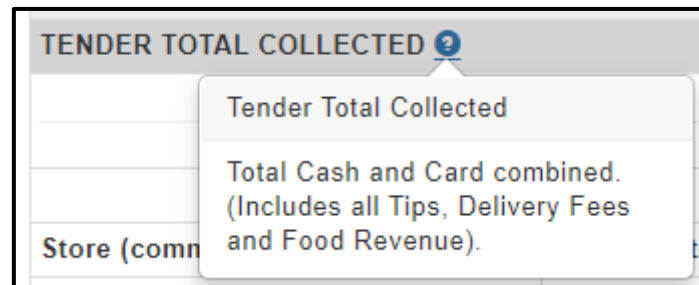 TENDER TOTAL COLLECTED ?
Tender Total Collected
Total Cash and Card combined.
(Includes all Tips, Delivery Fees
and Food Revenue).
Store (comm